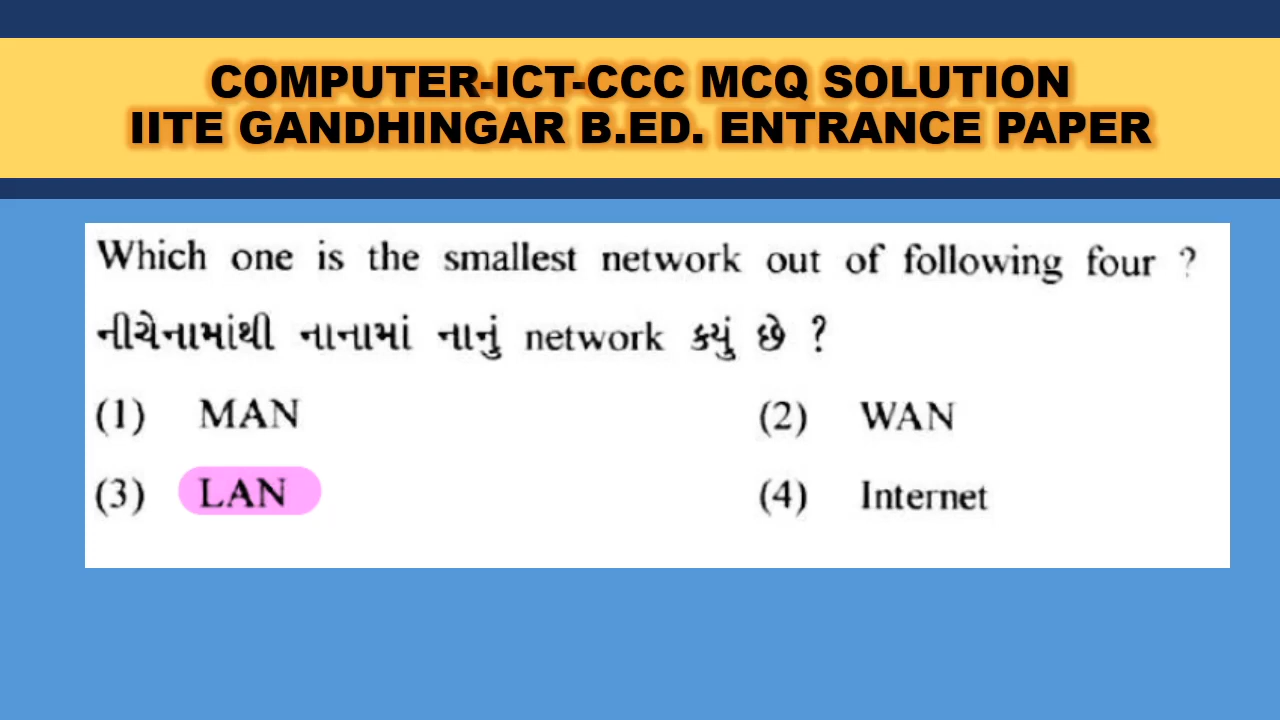 COMPUTER-ICT-CCC MCQ SOLUTION
IITE GANDHINGAR B.ED. ENTRANCE PAPER
Which one is the smallest network out of following four ?
નીચેનામાંથી નાનામાં નાનું network કયું છે ?
(1) MAN (2) WAN
(3) LAN (4) Internet